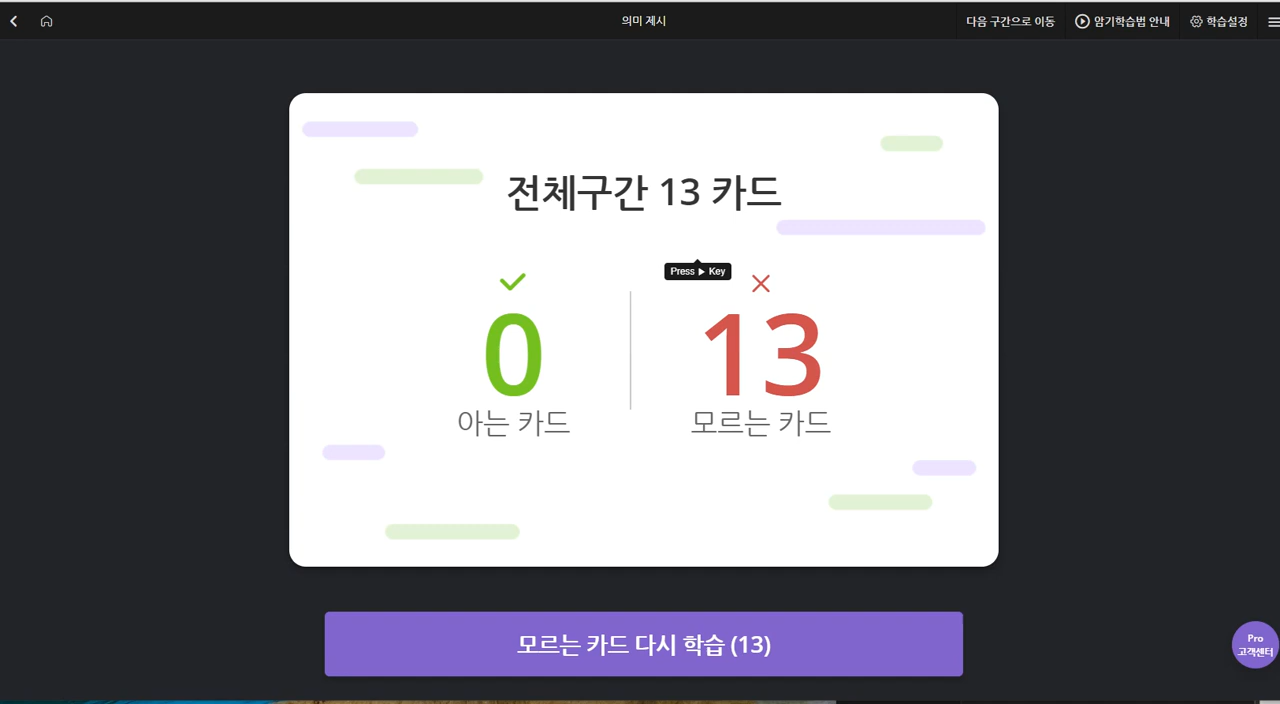 의미 제시
다음 구간으로 이동
암기학습법 안내
학습설정
전체구간 13 카드
Press ▶ Key
0
13
아는 카드
모르는 카드
모르는 카드 다시 학습 (13)
Pro
고객센터